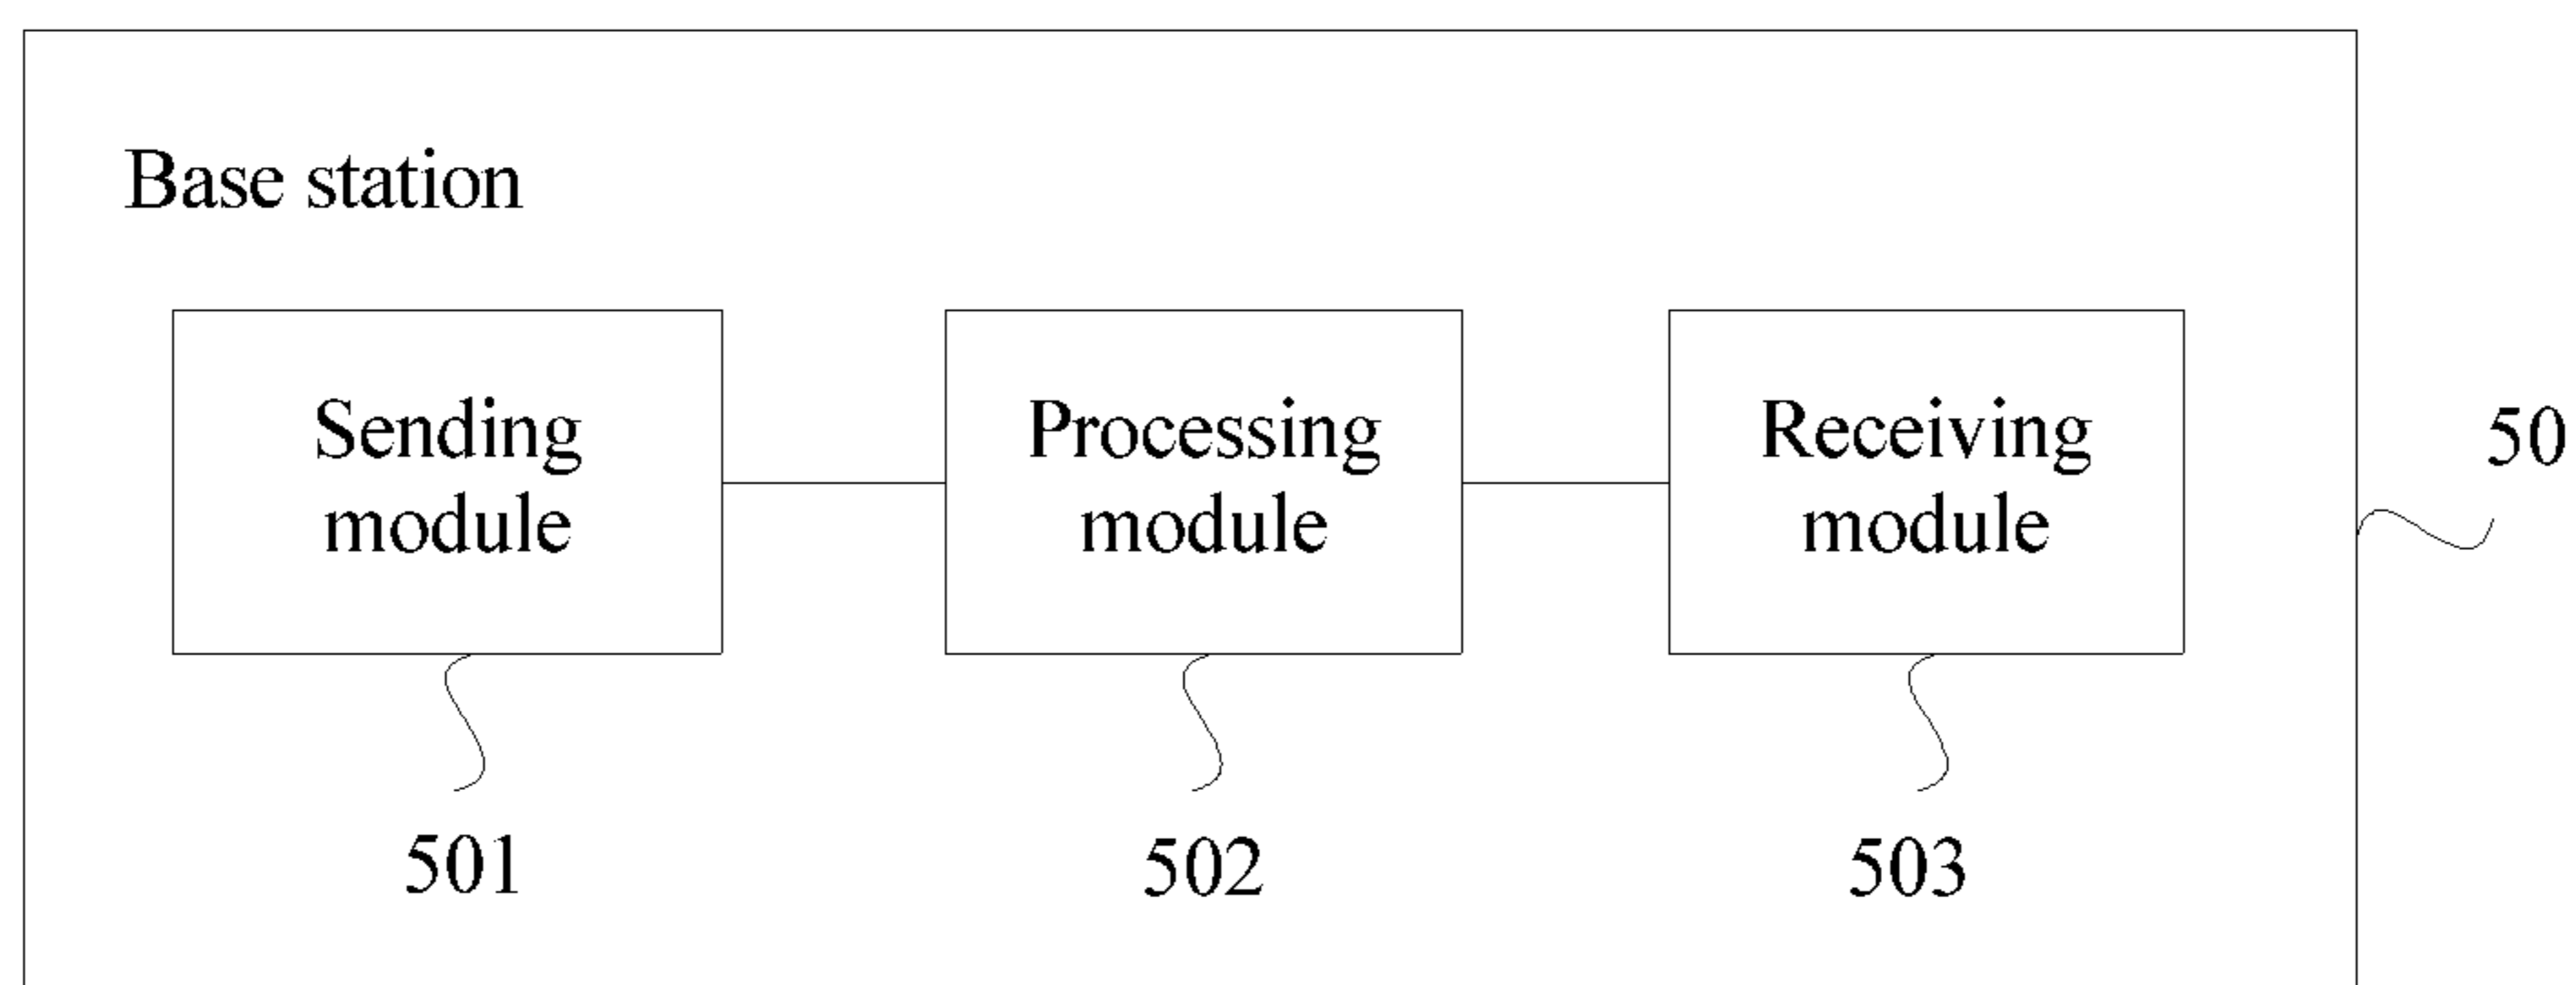 Base station
Sending
module
Processing
module
Receiving
module
50
501
502
503